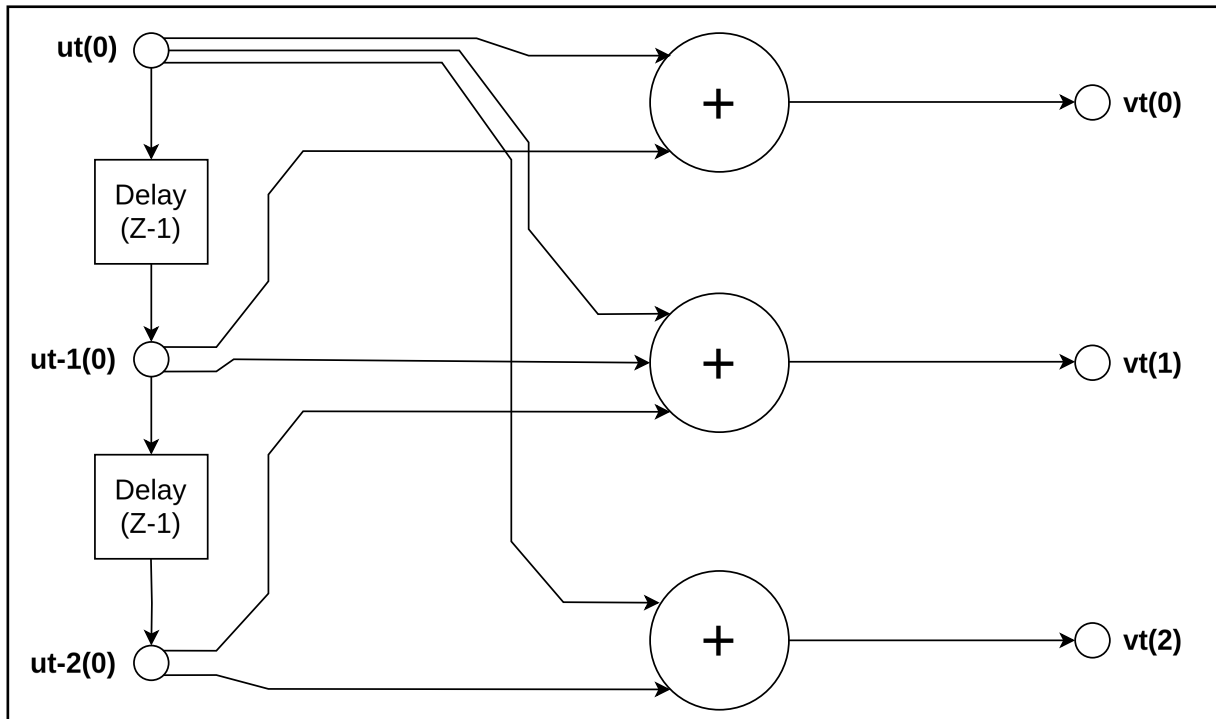 ut(0)
+
vt(0)
Delay
(Z-1)
ut-1(0)
+
vt(1)
Delay
(Z-1)
ut-2(0)
+
vt(2)